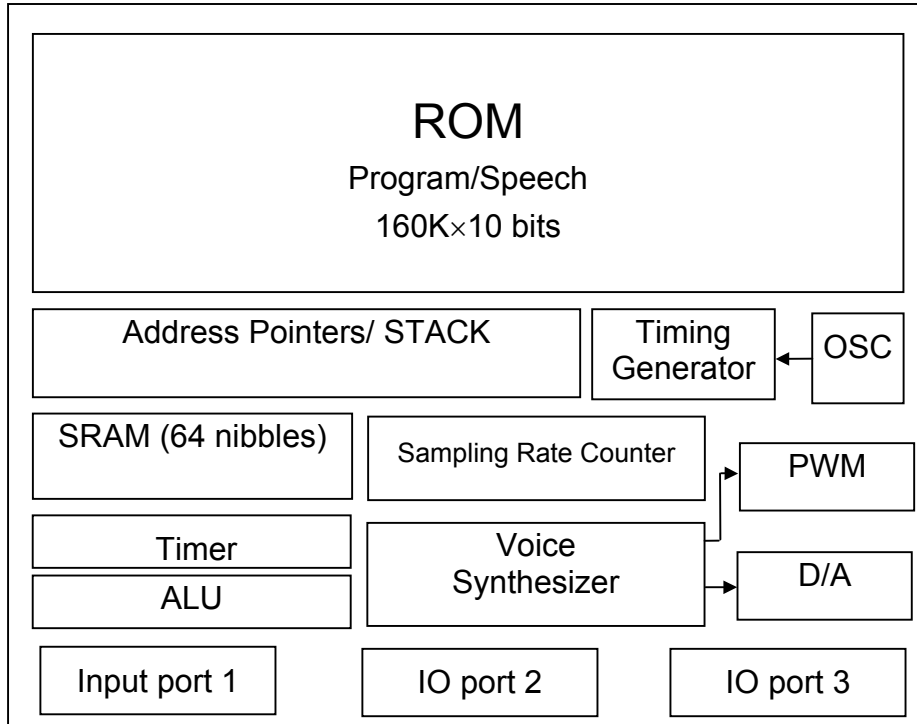 ROM
Program/Speech
160K×10 bits
Address Pointers/ STACK
Timing
Generator
OSC
SRAM (64 nibbles)
Sampling Rate Counter
PWM
Timer
Voice
Synthesizer
D/A
ALU
Input port 1
IO port 2
IO port 3